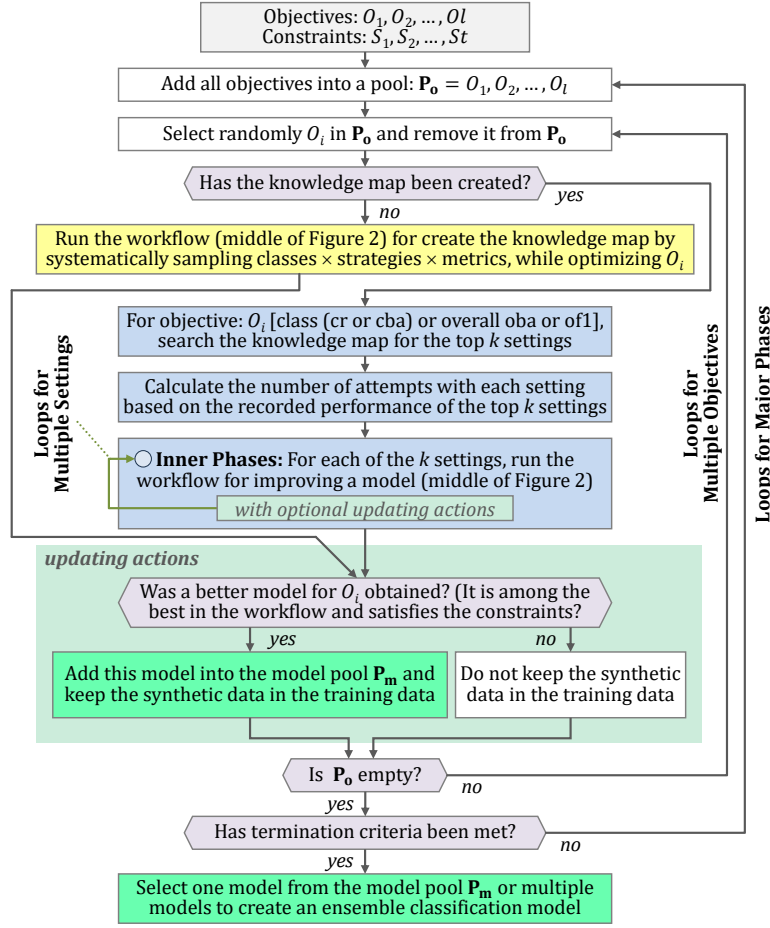 Objectives: O₁, O₂, ..., Ol
Constraints: S₁, S₂, ..., St
Add all objectives into a pool: Pₒ = O₁, O₂, ..., Oₗ
Select randomly Oᵢ in Pₒ and remove it from Pₒ
Has the knowledge map been created?
yes
no
Run the workflow (middle of Figure 2) for create the knowledge map by
systematically sampling classes × strategies × metrics, while optimizing Oᵢ
For objective: Oᵢ [class (cr or cba) or overall oba or of1],
search the knowledge map for the top k settings
Calculate the number of attempts with each setting
based on the recorded performance of the top k settings
Loops for
Multiple Settings
Inner Phases: For each of the k settings, run the
workflow for improving a model (middle of Figure 2)
with optional updating actions
Loops for
Multiple Objectives
Loops for Major Phases
updating actions
Was a better model for Oᵢ obtained? (It is among the
best in the workflow and satisfies the constraints?
yes
no
Add this model into the model pool Pₘ and
keep the synthetic data in the training data
Do not keep the synthetic
data in the training data
Is Pₒ empty?
no
yes
Has termination criteria been met?
no
yes
Select one model from the model pool Pₘ or multiple
models to create an ensemble classification model